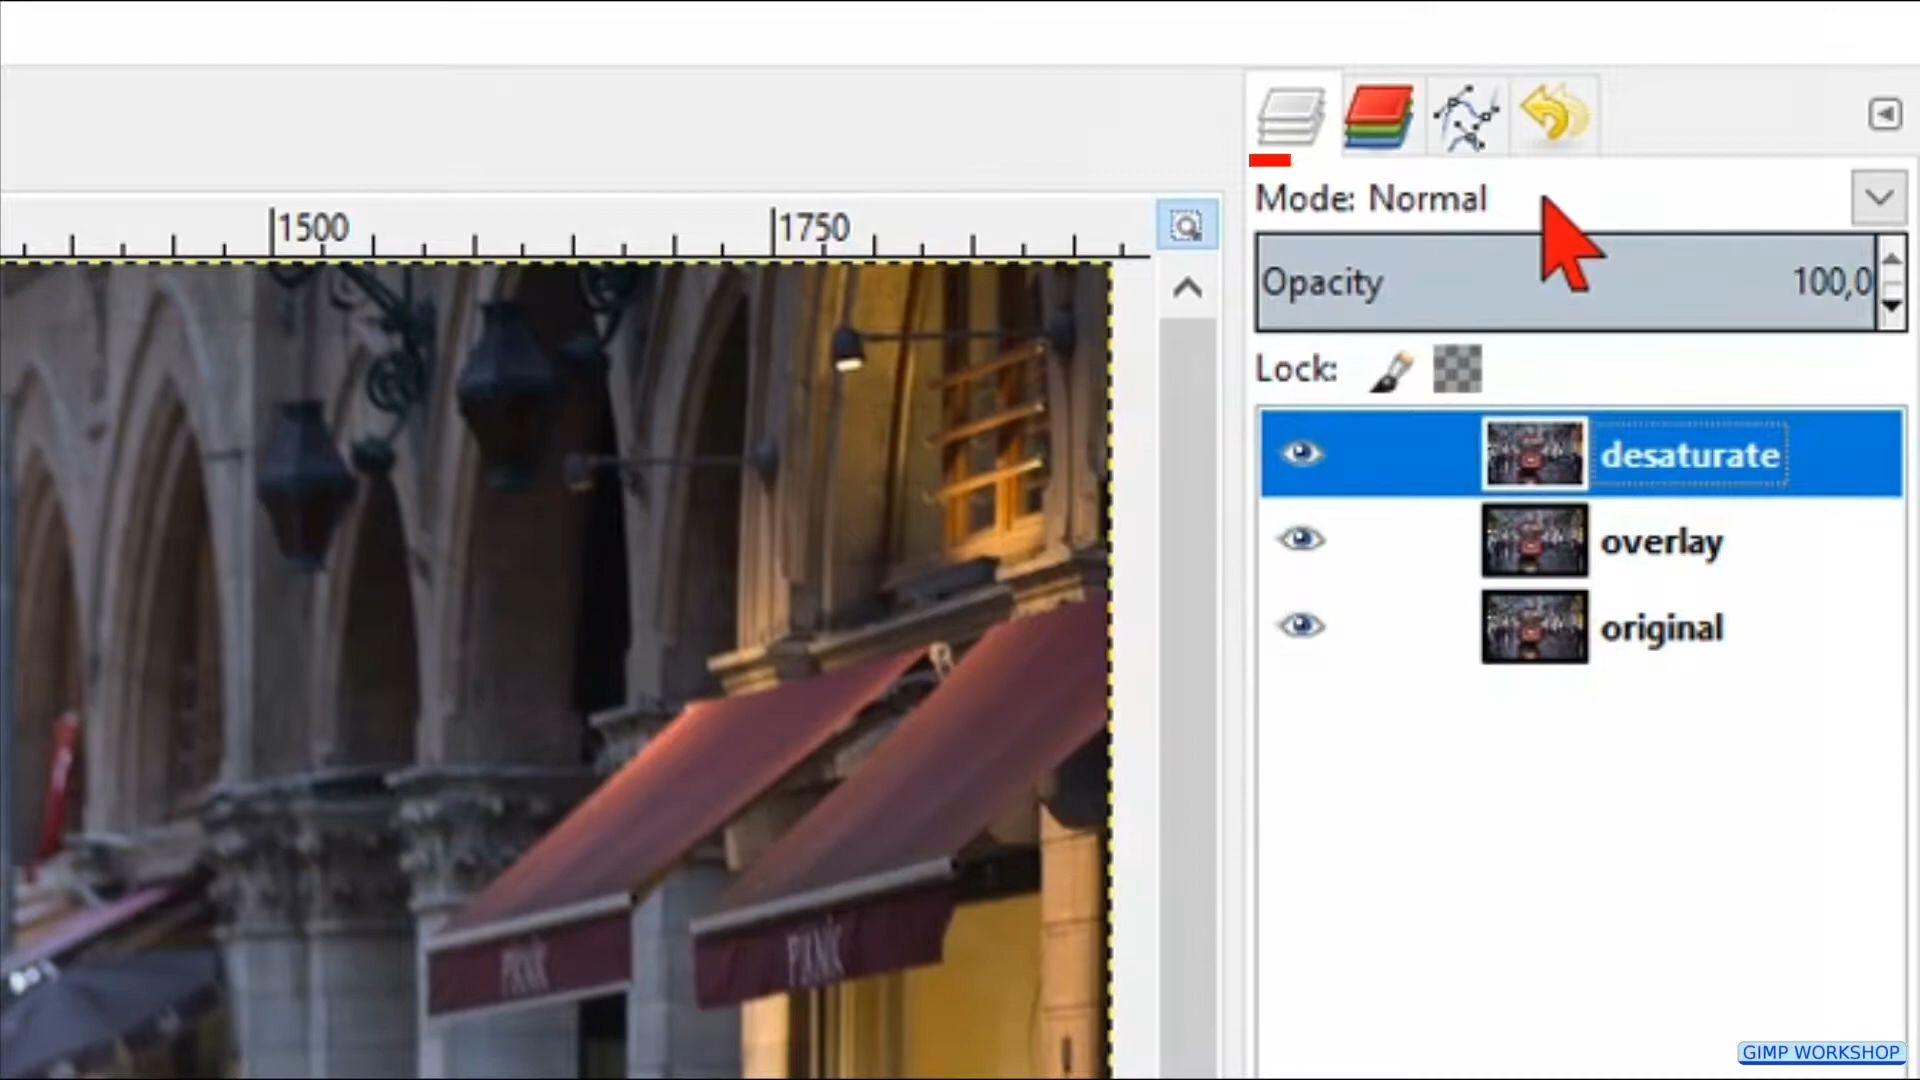 1500
1750
Mode: Normal
Opacity 100,0
Lock:
desaturate
overlay
original
GIMP WORKSHOP